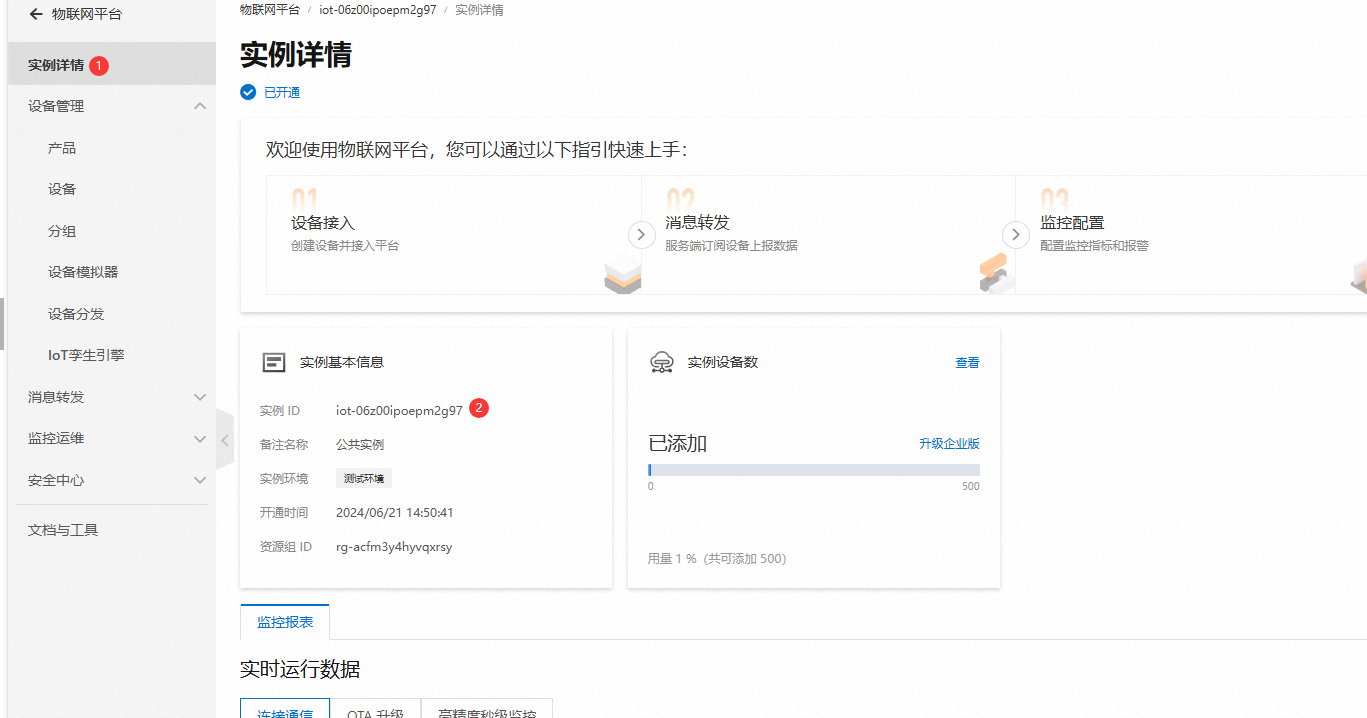 物联网平台
物联网平台 / iot-06z00ipoepm2g97 / 实例详情
实例详情
已开通
实例详情 1
设备管理
产品
设备
分组
设备模拟器
设备分发
IoT孪生引擎
消息转发
监控运维
安全中心
文档与工具
欢迎使用物联网平台，您可以通过以下指引快速上手：
01
设备接入
创建设备并接入平台
02
消息转发
服务端订阅设备上报数据
03
监控配置
配置监控指标和报警
实例基本信息
实例 ID iot-06z00ipoepm2g97 2
备注名称 公共实例
实例环境 测试环境
开通时间 2024/06/21 14:50:41
资源组 ID rg-acfm3y4hyvqxrsy
实例设备数 查看
已添加 升级企业版
0 500
用量 1 %（共可添加 500）
监控报表
实时运行数据
连接通信 OTA 升级 高精度秒级监控